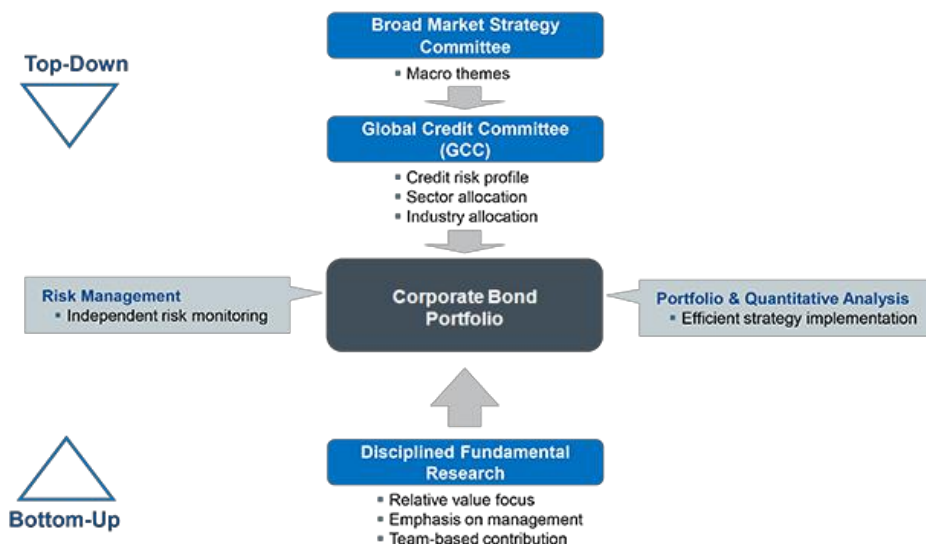 Broad Market Strategy
Committee
Top-Down
▪ Macro themes
Global Credit Committee
(GCC)
▪ Credit risk profile
▪ Sector allocation
▪ Industry allocation
Risk Management
▪ Independent risk monitoring
Corporate Bond
Portfolio
Portfolio & Quantitative Analysis
▪ Efficient strategy implementation
Disciplined Fundamental
Research
Bottom-Up
▪ Relative value focus
▪ Emphasis on management
▪ Team-based contribution